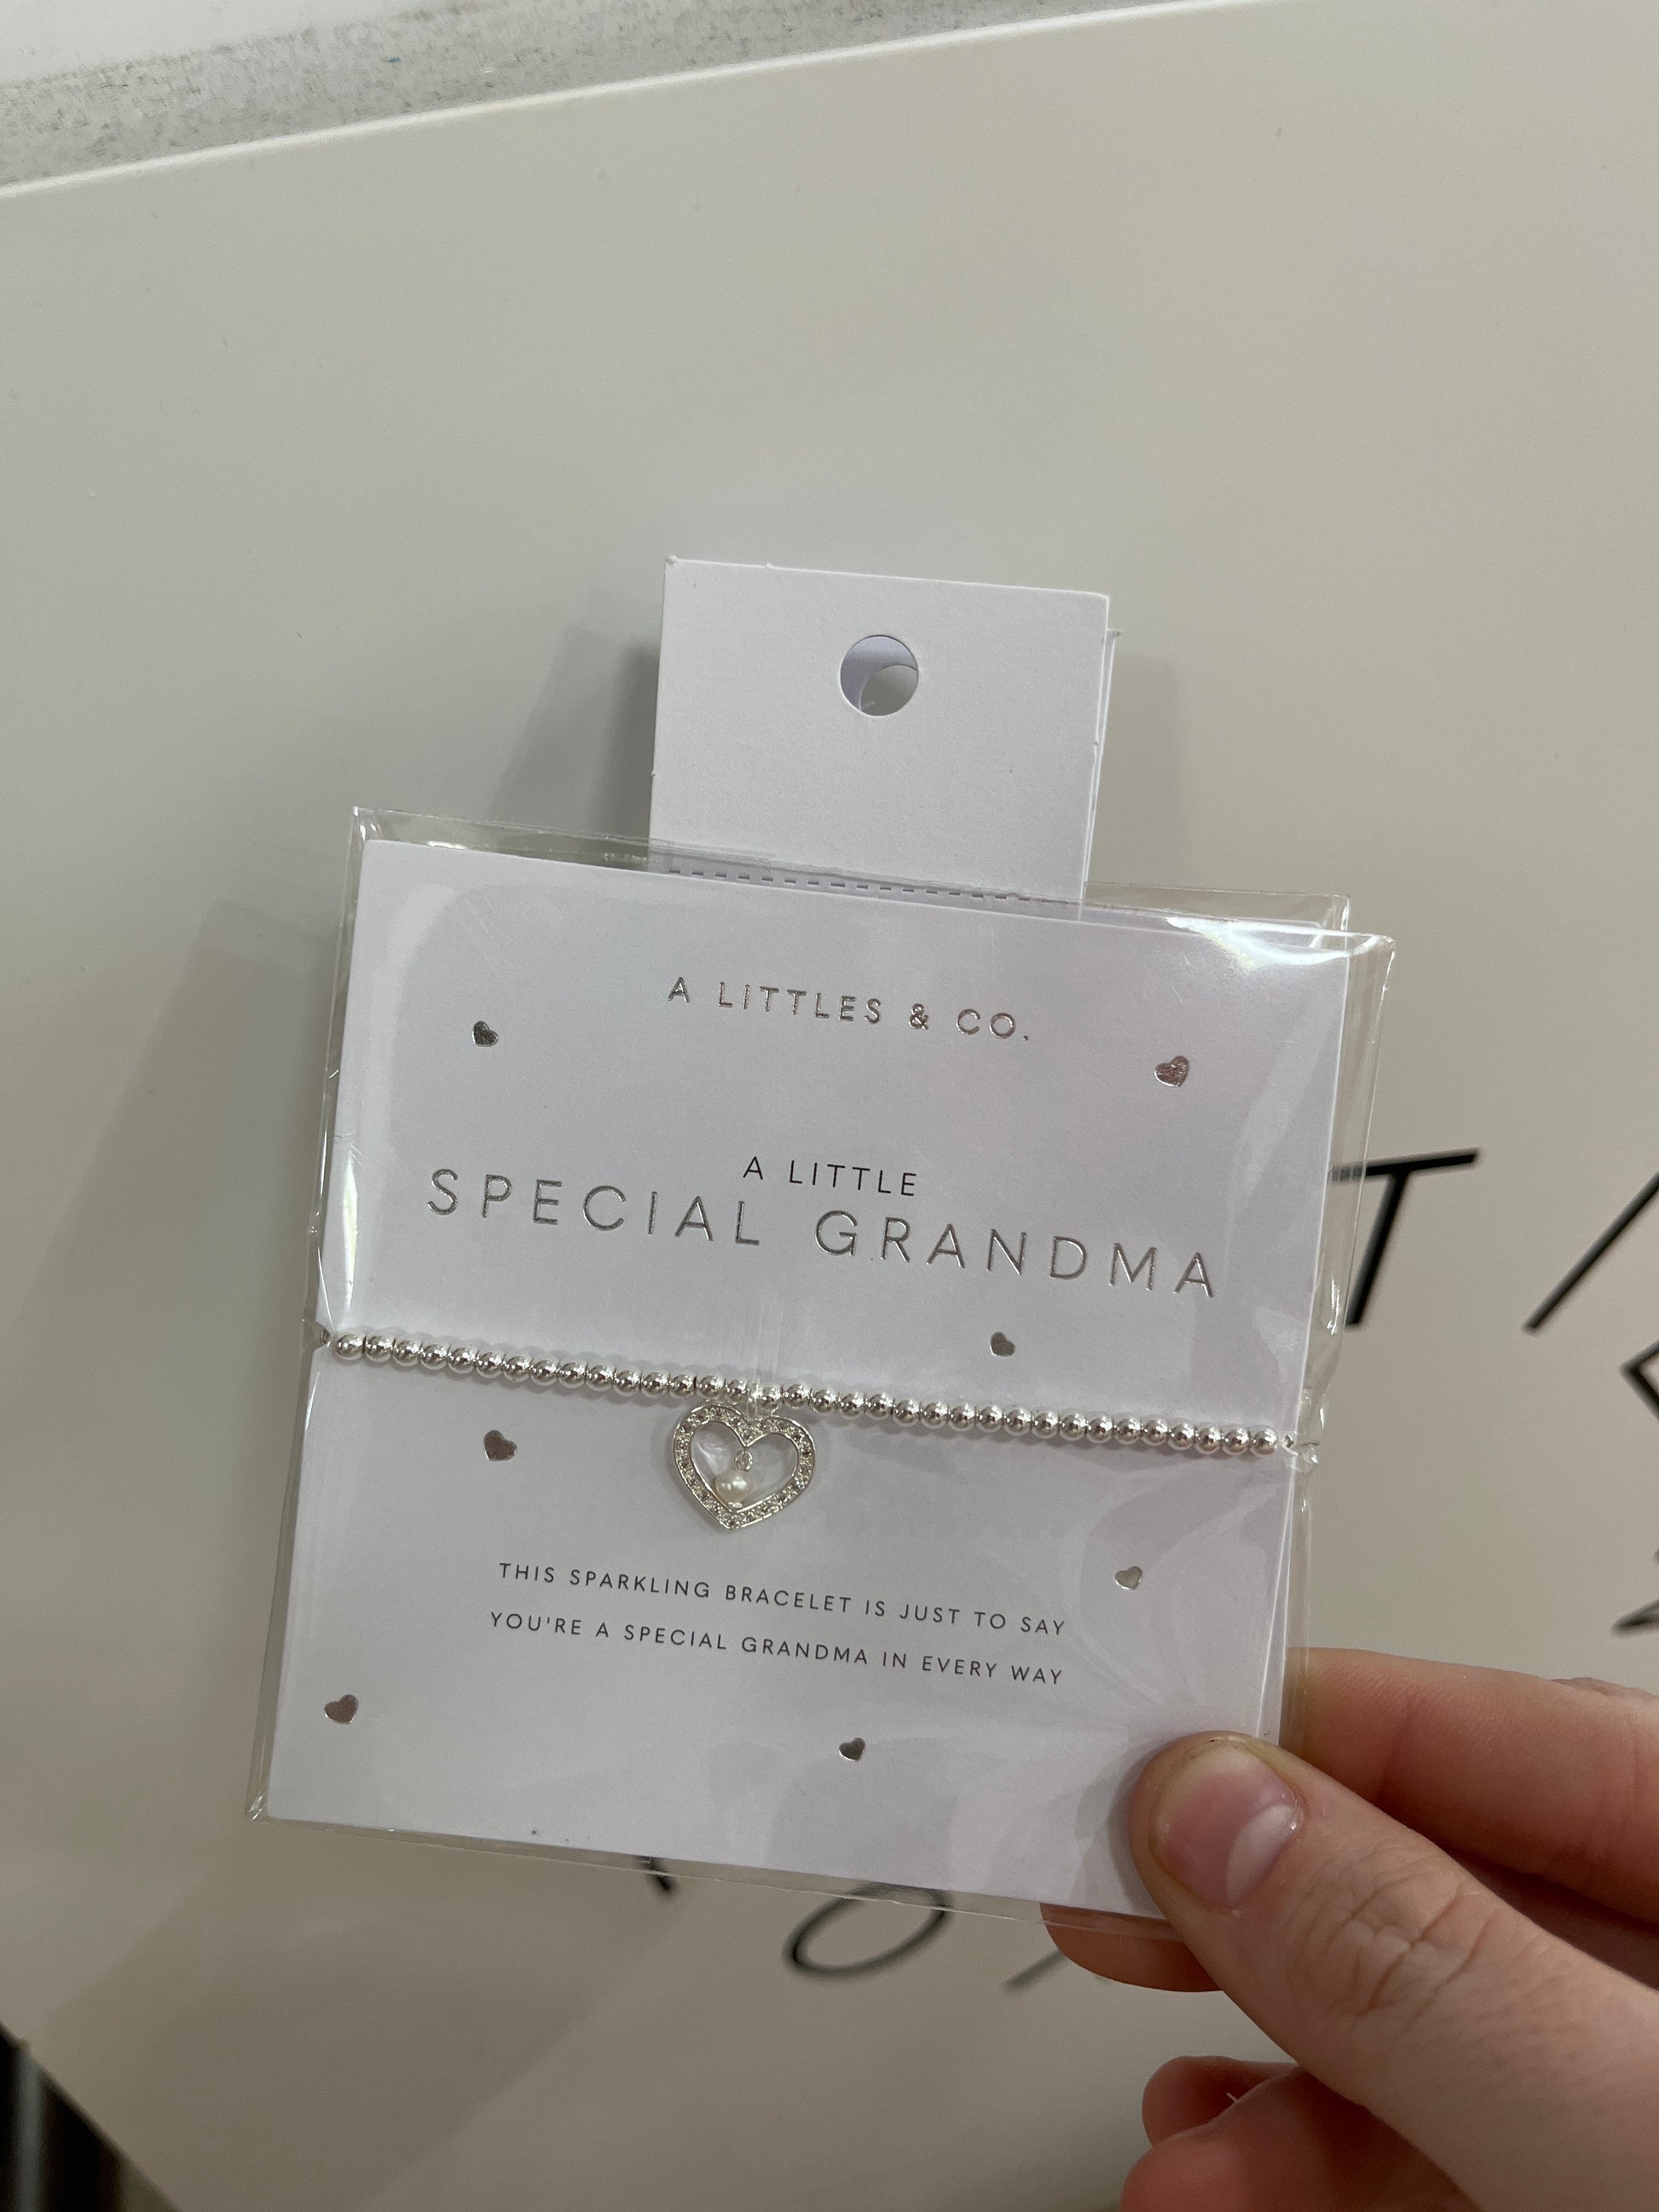 A LITTLES & CO.
A LITTLE
SPECIAL GRANDMA
THIS SPARKLING BRACELET IS JUST TO SAY
YOU'RE A SPECIAL GRANDMA IN EVERY WAY